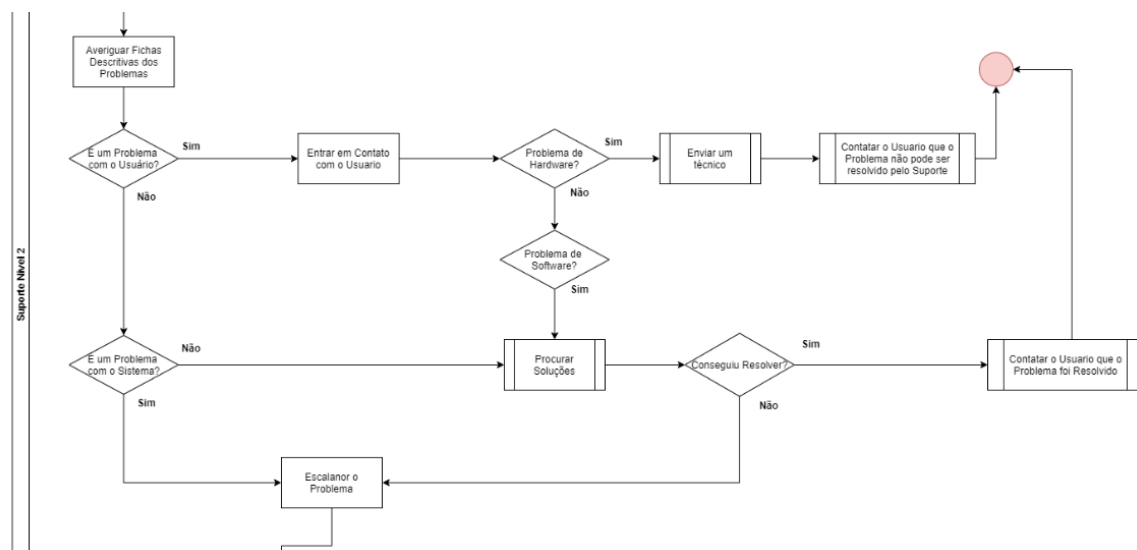 Averiguar Fichas
Descritivas dos
Problemas
É um Problema
com o Usuário?
Sim
Entrar em Contato
com o Usuario
Problema de
Hardware?
Sim
Enviar um
técnico
Contatar o Usuario que o
Problema não pode ser
resolvido pelo Suporte
Não
Não
Problema de
Software?
Sim
Suporte Nivel 2
É um Problema
com o Sistema?
Não
Procurar
Soluções
Conseguiu Resolver?
Sim
Contatar o Usuario que o
Problema foi Resolvido
Sim
Não
Escalanor o
Problema